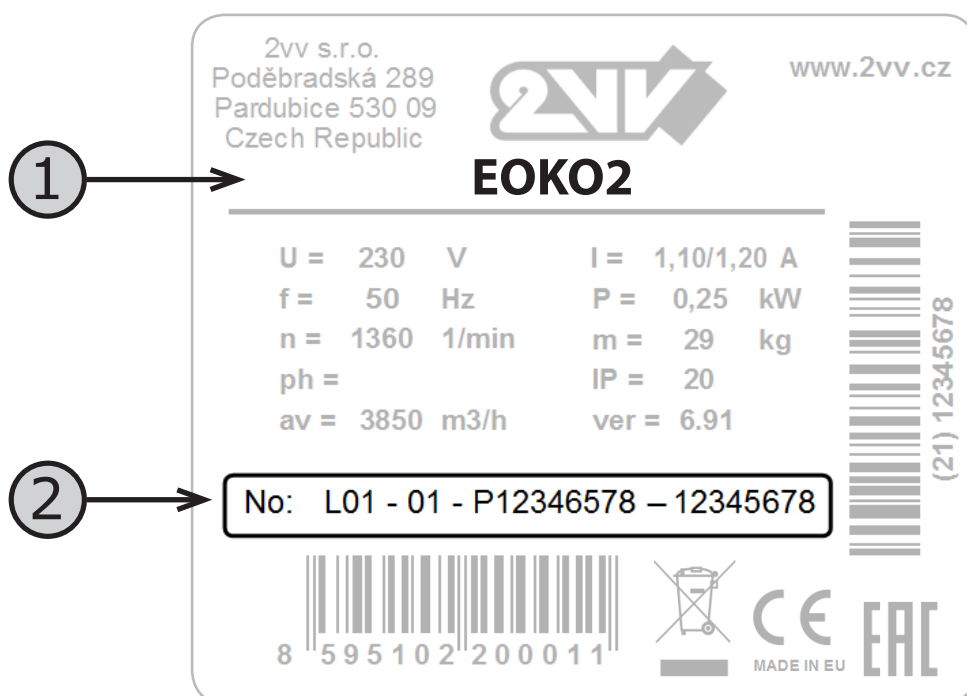 2vv s.r.o.
Poděbradská 289
Pardubice 530 09
Czech Republic
2VV
www.2vv.cz
1
EOKO2
U = 230 V I = 1,10/1,20 A
f = 50 Hz P = 0,25 kW
n = 1360 1/min m = 29 kg
ph = IP = 20
av = 3850 m3/h ver = 6.91
(21) 12345678
2
No: L01 - 01 - P12346578 – 12345678
8 595102 200011
CE
MADE IN EU
EAC